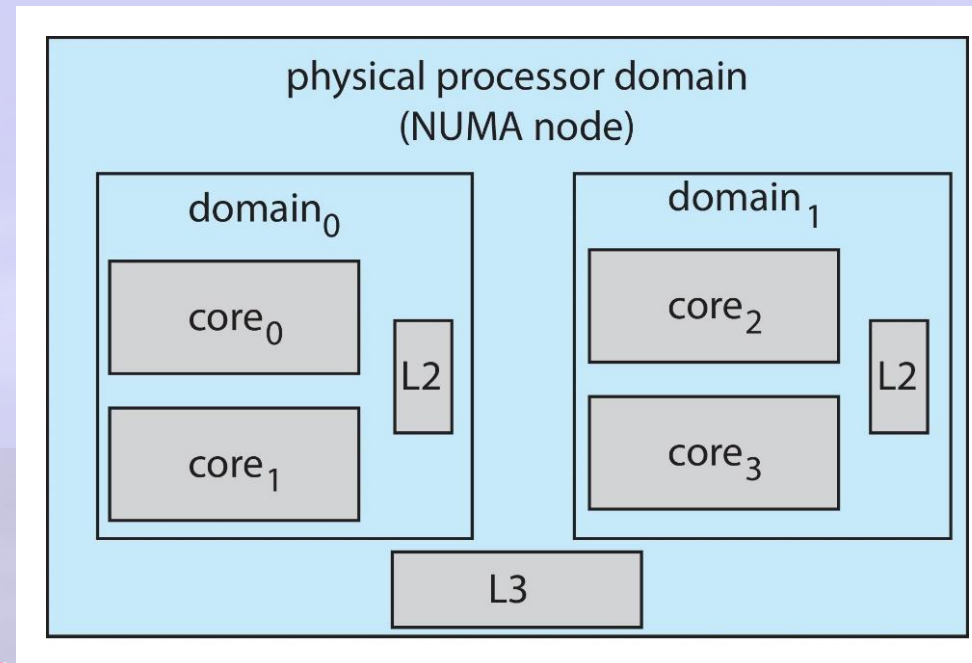 physical processor domain
(NUMA node)
domain₀
core₀
L2
core₁
domain₁
core₂
L2
core₃
L3